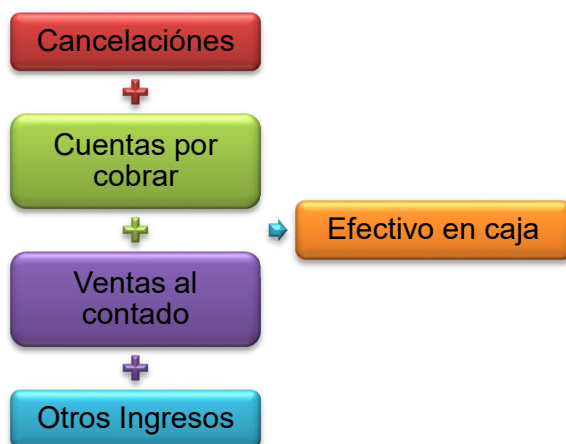 Cancelaciónes
Cuentas por
cobrar
Efectivo en caja
Ventas al
contado
Otros Ingresos